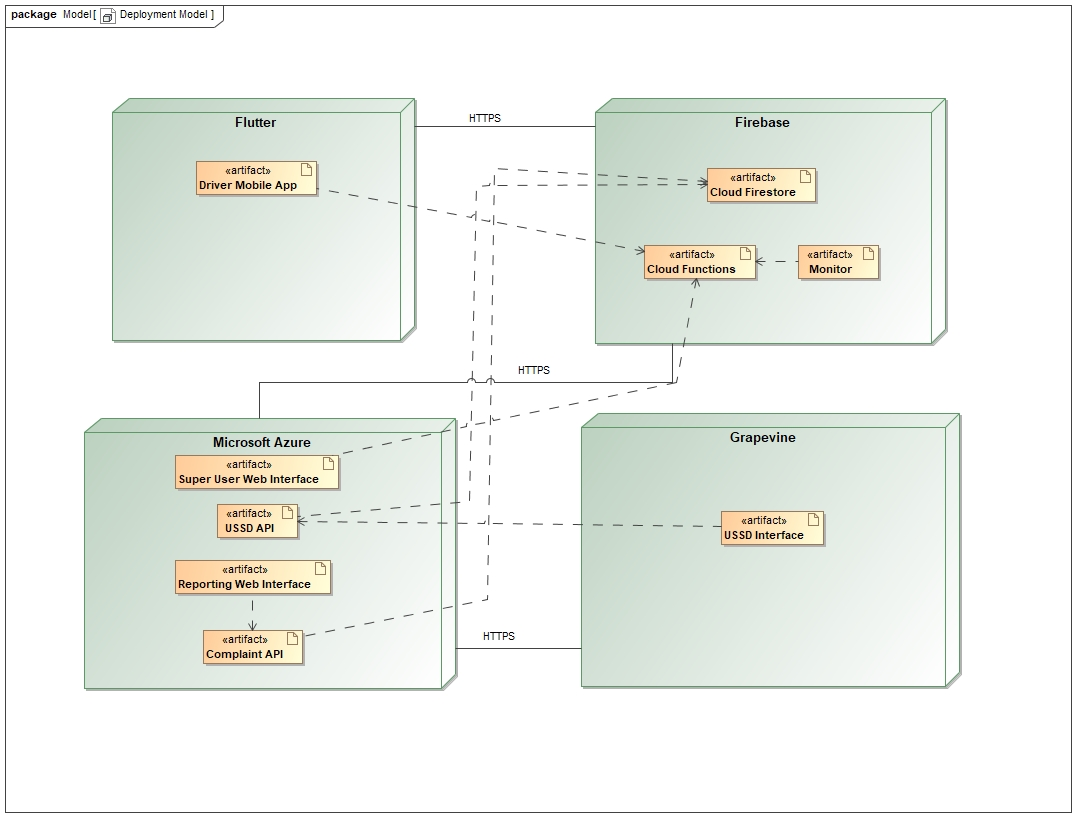 package Model[ Deployment Model ]
Flutter
«artifact»
Driver Mobile App
HTTPS
Firebase
«artifact»
Cloud Firestore
«artifact»
Cloud Functions
«artifact»
Monitor
HTTPS
Microsoft Azure
«artifact»
Super User Web Interface
«artifact»
USSD API
«artifact»
Reporting Web Interface
«artifact»
Complaint API
HTTPS
Grapevine
«artifact»
USSD Interface